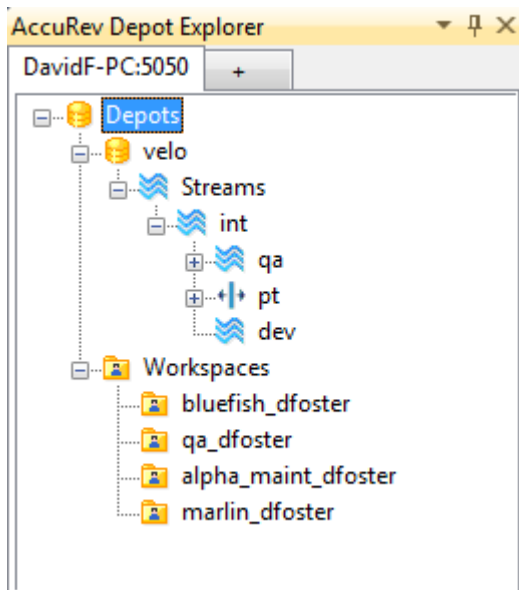 AccuRev Depot Explorer
DavidF-PC:5050 +
Depots
velo
Streams
int
qa
pt
dev
Workspaces
bluefish_dfoster
qa_dfoster
alpha_maint_dfoster
marlin_dfoster